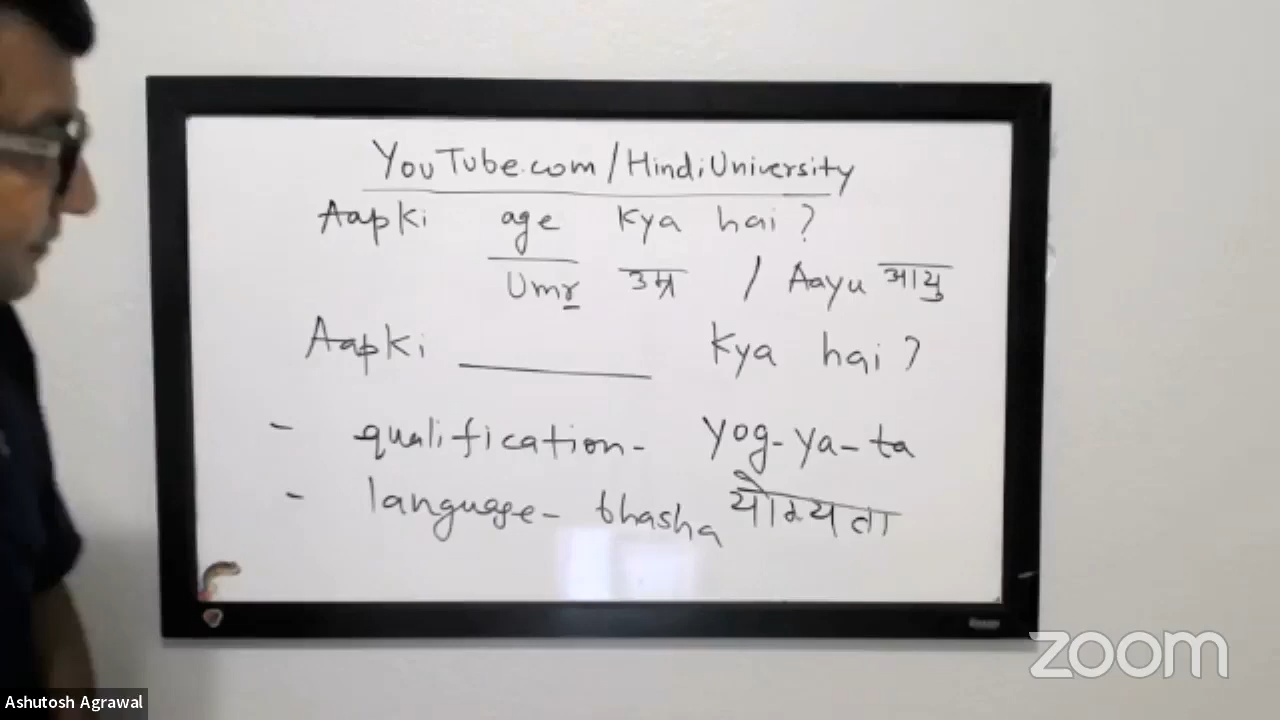 YouTube.com/HindiUniversity
Aapki age kya hai?
Umr उम्र / Aayu आयु
Aapki ________ kya hai?
- qualification - yog-ya-ta
योग्यता
- language - bhasha
zoom
Ashutosh Agrawal